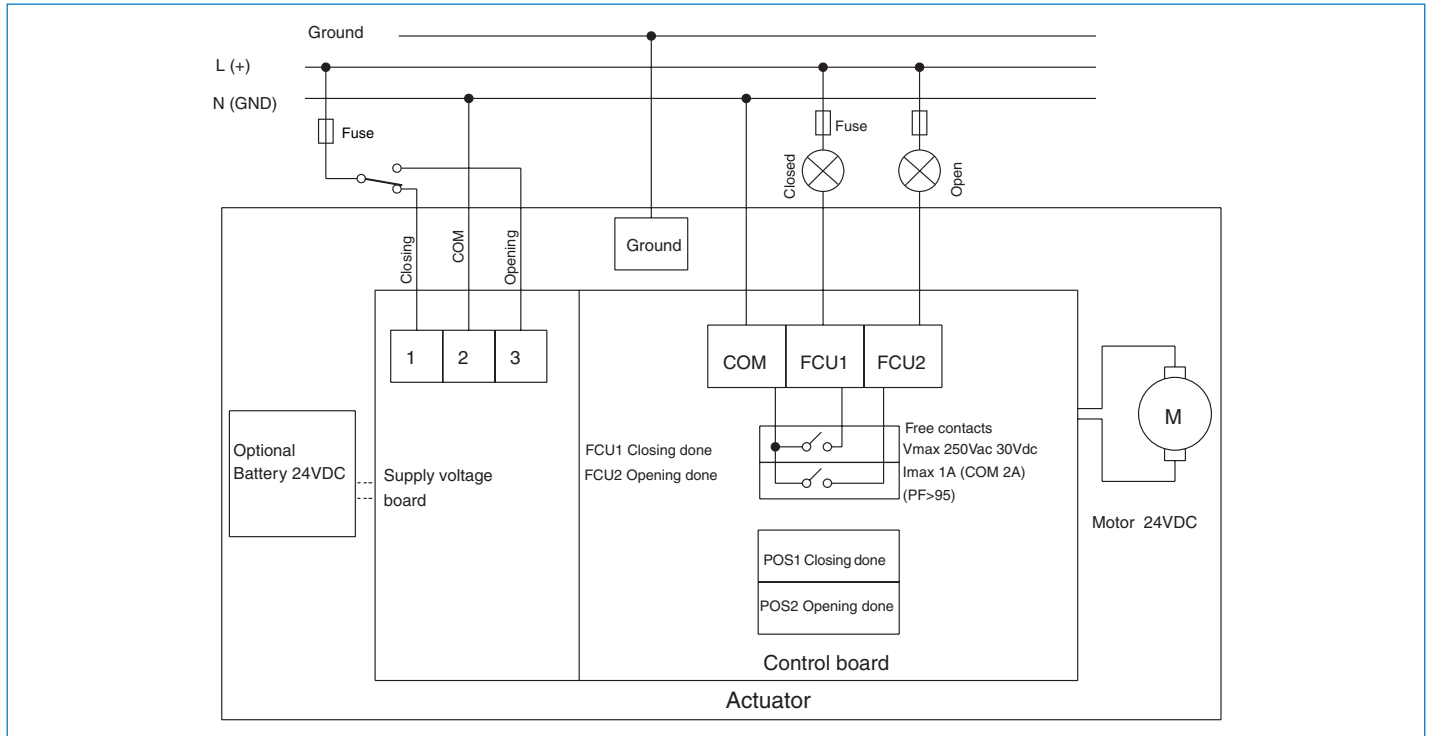 Ground
L (+)
N (GND)
Fuse
Fuse
Closed
Open
Closing
COM
Opening
Ground
1
2
3
COM
FCU1
FCU2
Optional
Battery 24VDC
Supply voltage
board
FCU1 Closing done
FCU2 Opening done
Free contacts
Vmax 250Vac 30Vdc
Imax 1A (COM 2A)
(PF>95)
M
Motor 24VDC
POS1 Closing done
POS2 Opening done
Control board
Actuator